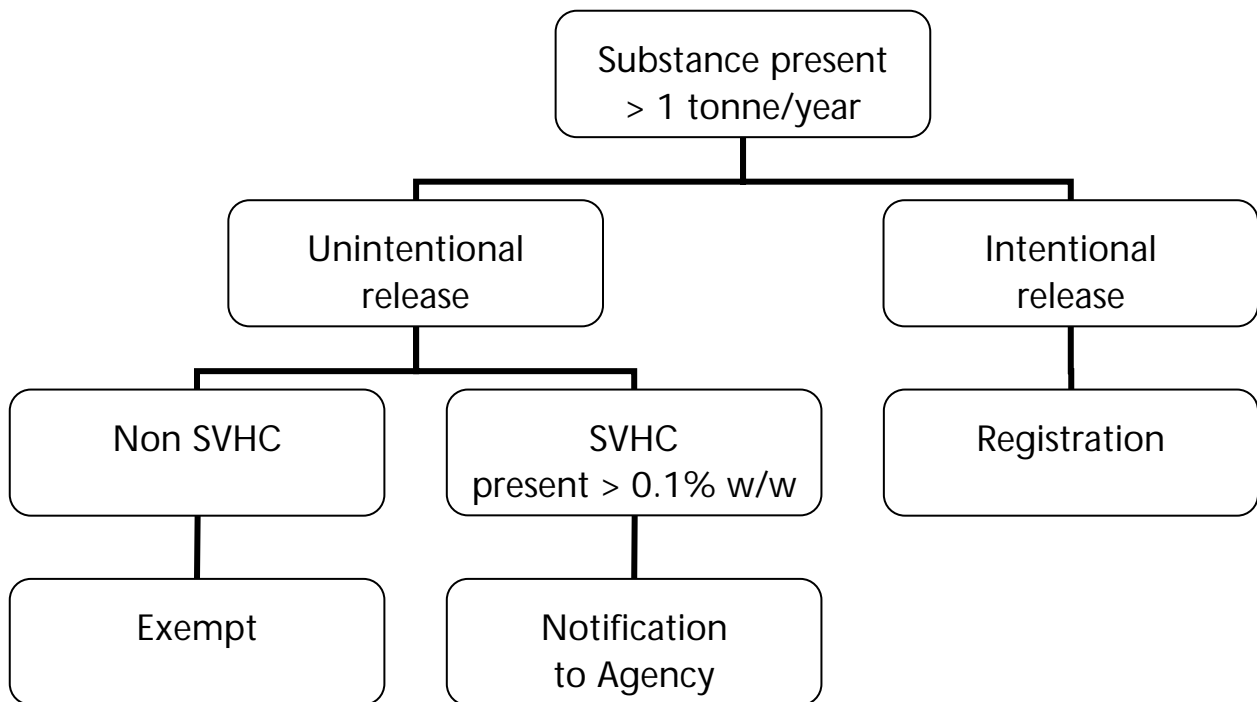 Substance present
> 1 tonne/year
Unintentional
release
Intentional
release
Non SVHC
SVHC
present > 0.1% w/w
Registration
Exempt
Notification
to Agency